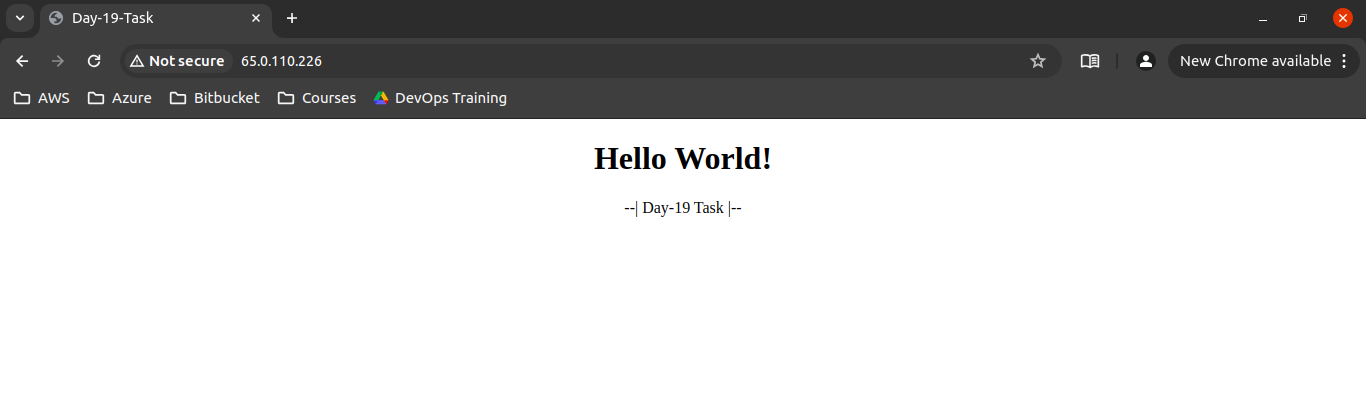 Day-19-Task
Not secure 65.0.110.226
New Chrome available
AWS Azure Bitbucket Courses DevOps Training
Hello World!
--| Day-19 Task |--